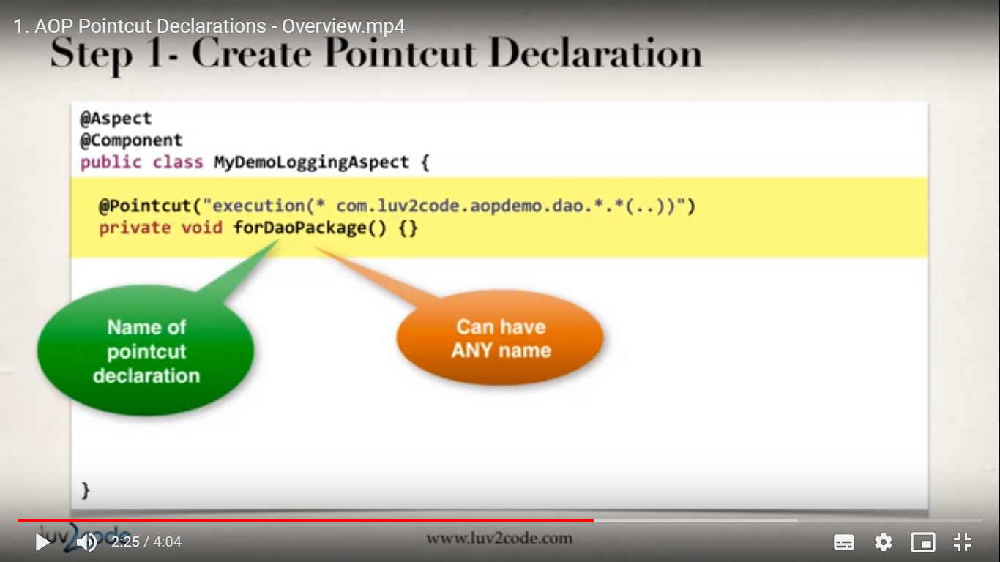 1. AOP Pointcut Declarations - Overview.mp4
Step 1- Create Pointcut Declaration
@Aspect
@Component
public class MyDemoLoggingAspect {
@Pointcut("execution(* com.luv2code.aopdemo.dao.*.*(..))")
private void forDaoPackage() {}
Name of
pointcut
declaration
Can have
ANY name
}
luv2code
www.luv2code.com
2:25 / 4:04